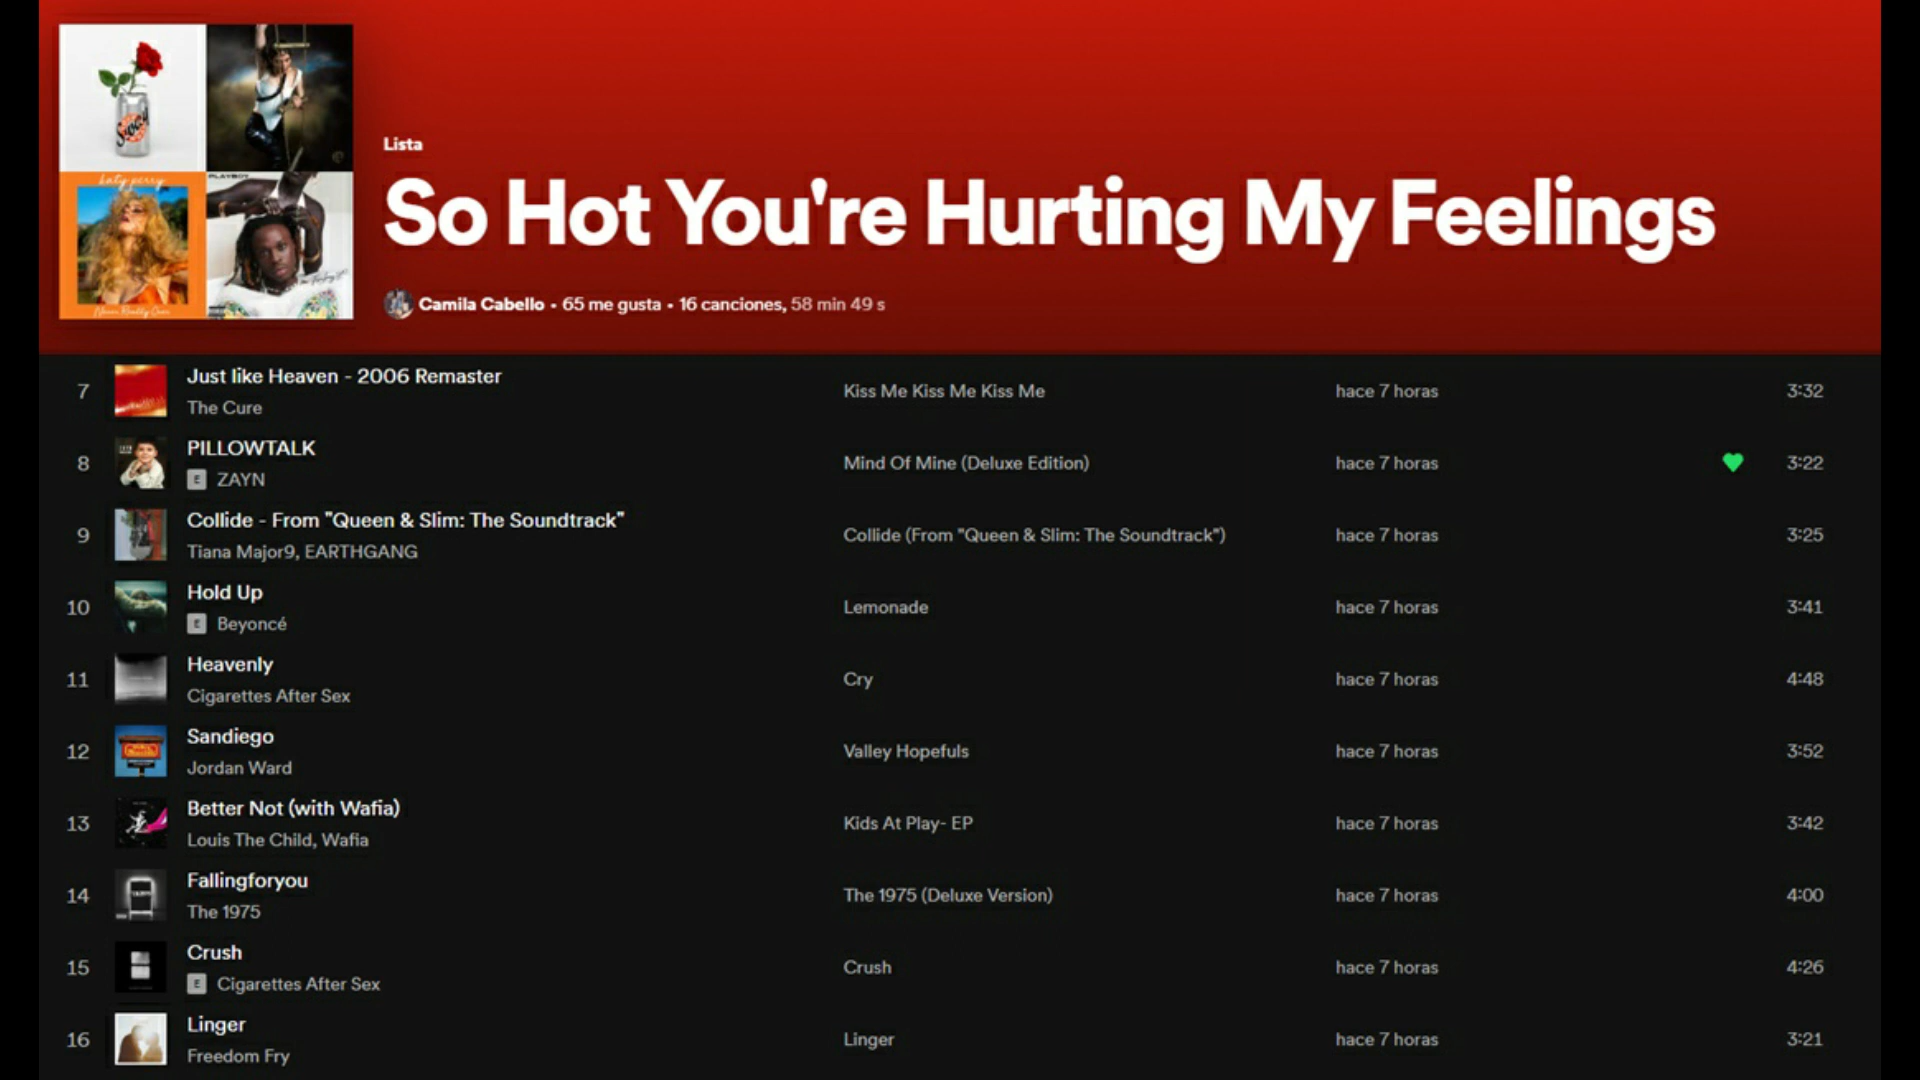 Katy Perry
Never Really Over
PLAYBOY
Lista
So Hot You're Hurting My Feelings
Camila Cabello • 65 me gusta • 16 canciones, 58 min 49 s
7 Just like Heaven - 2006 Remaster Kiss Me Kiss Me Kiss Me hace 7 horas 3:32
The Cure
8 PILLOWTALK Mind Of Mine (Deluxe Edition) hace 7 horas 3:22
E ZAYN
9 Collide - From "Queen & Slim: The Soundtrack" Collide (From "Queen & Slim: The Soundtrack") hace 7 horas 3:25
Tiana Major9, EARTHGANG
10 Hold Up Lemonade hace 7 horas 3:41
E Beyoncé
11 Heavenly Cry hace 7 horas 4:48
Cigarettes After Sex
12 Sandiego Valley Hopefuls hace 7 horas 3:52
Jordan Ward
13 Better Not (with Wafia) Kids At Play- EP hace 7 horas 3:42
Louis The Child, Wafia
14 Fallingforyou The 1975 (Deluxe Version) hace 7 horas 4:00
The 1975
15 Crush Crush hace 7 horas 4:26
E Cigarettes After Sex
16 Linger Linger hace 7 horas 3:21
Freedom Fry